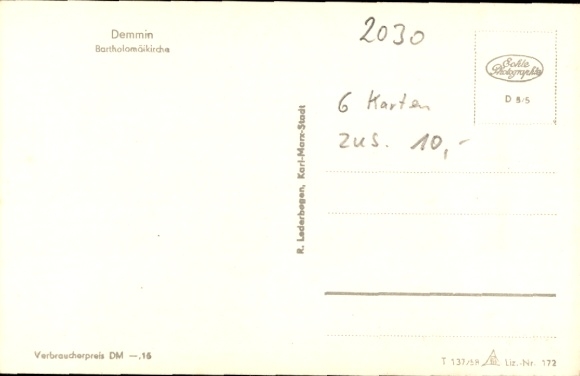 Demmin
Bartholomäikirche
2030
Echte
Photographie
D 8/5
6 Karten
zus. 10,-
R. Lederbogen, Karl-Marx-Stadt
Verbraucherpreis DM —,16
T 137/59 Liz.-Nr. 172